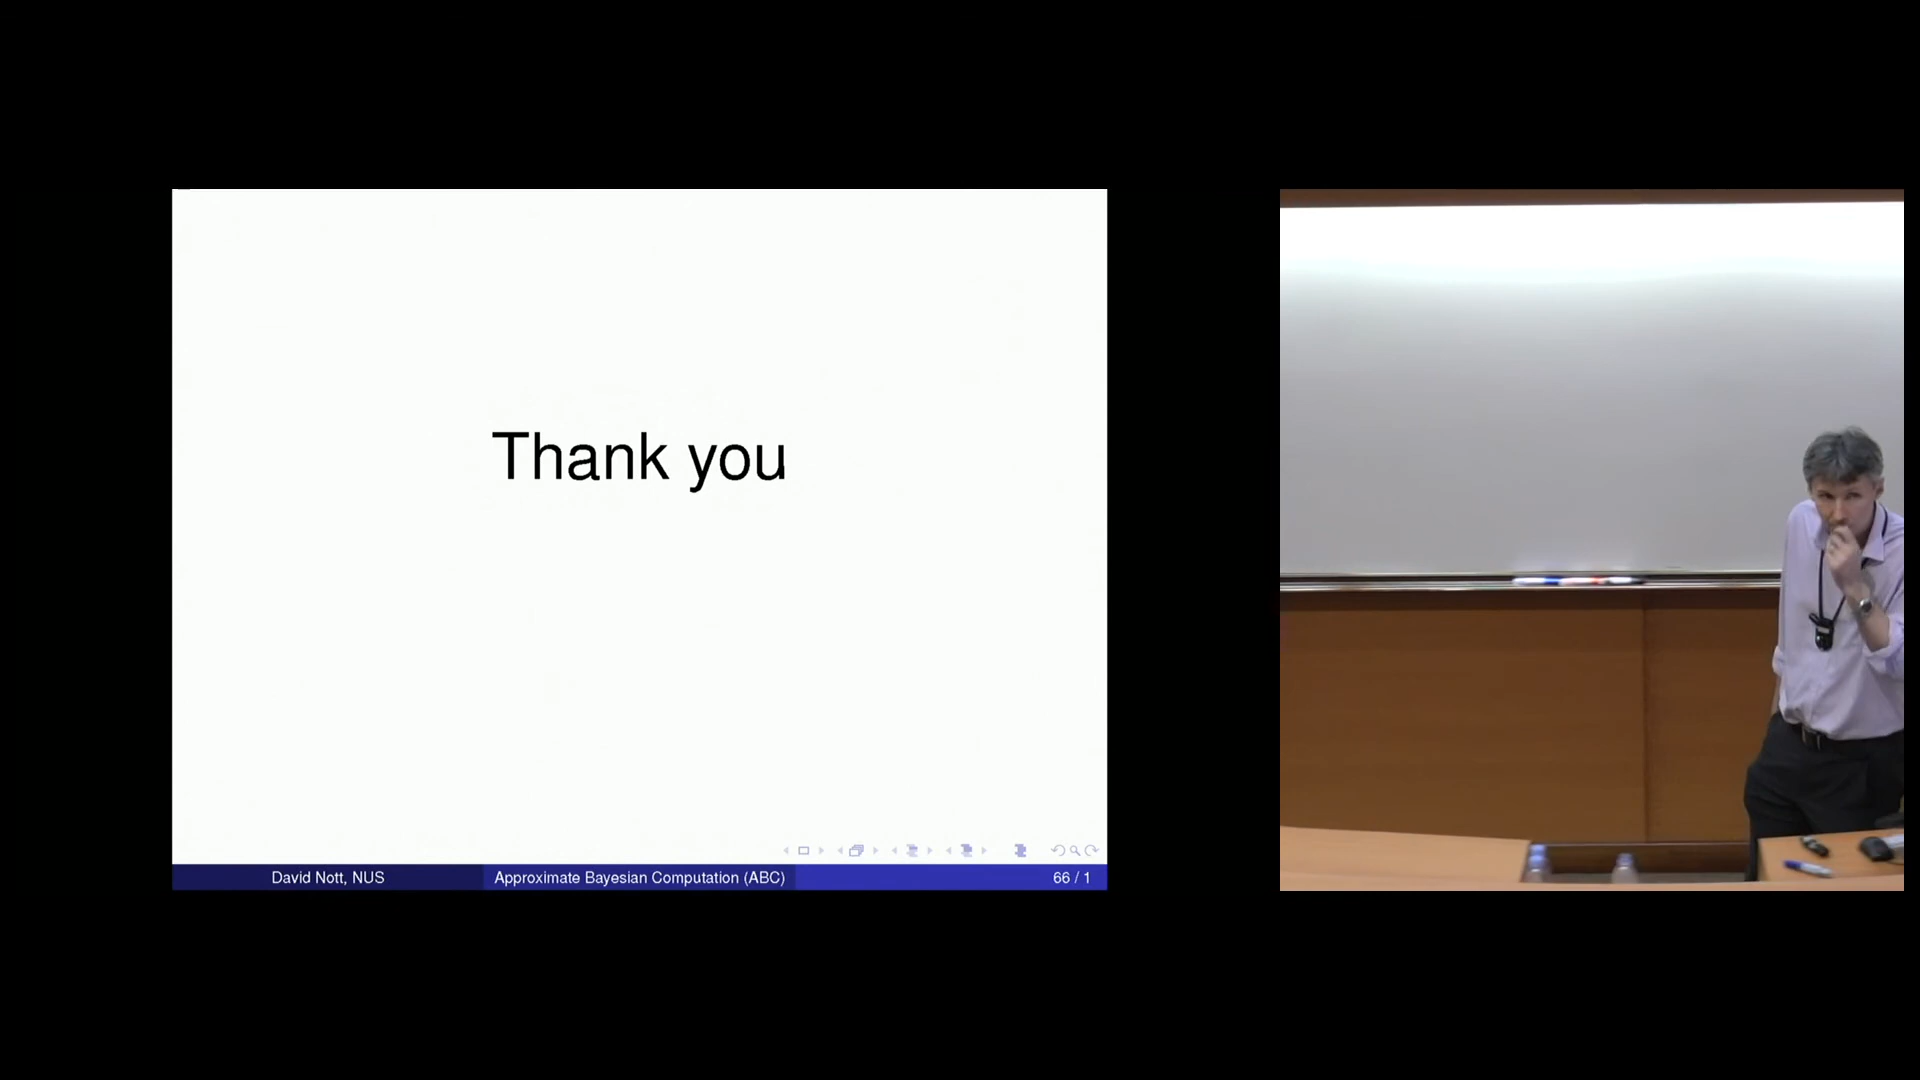 Thank you
David Nott, NUS
Approximate Bayesian Computation (ABC)
66 / 1